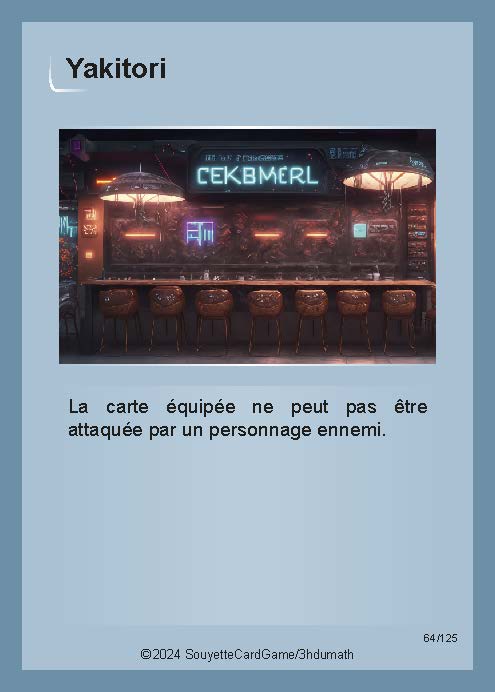 Yakitori
CEKBMERL
La carte équipée ne peut pas être
attaquée par un personnage ennemi.
64/125
©2024 SouyetteCardGame/3hdumath